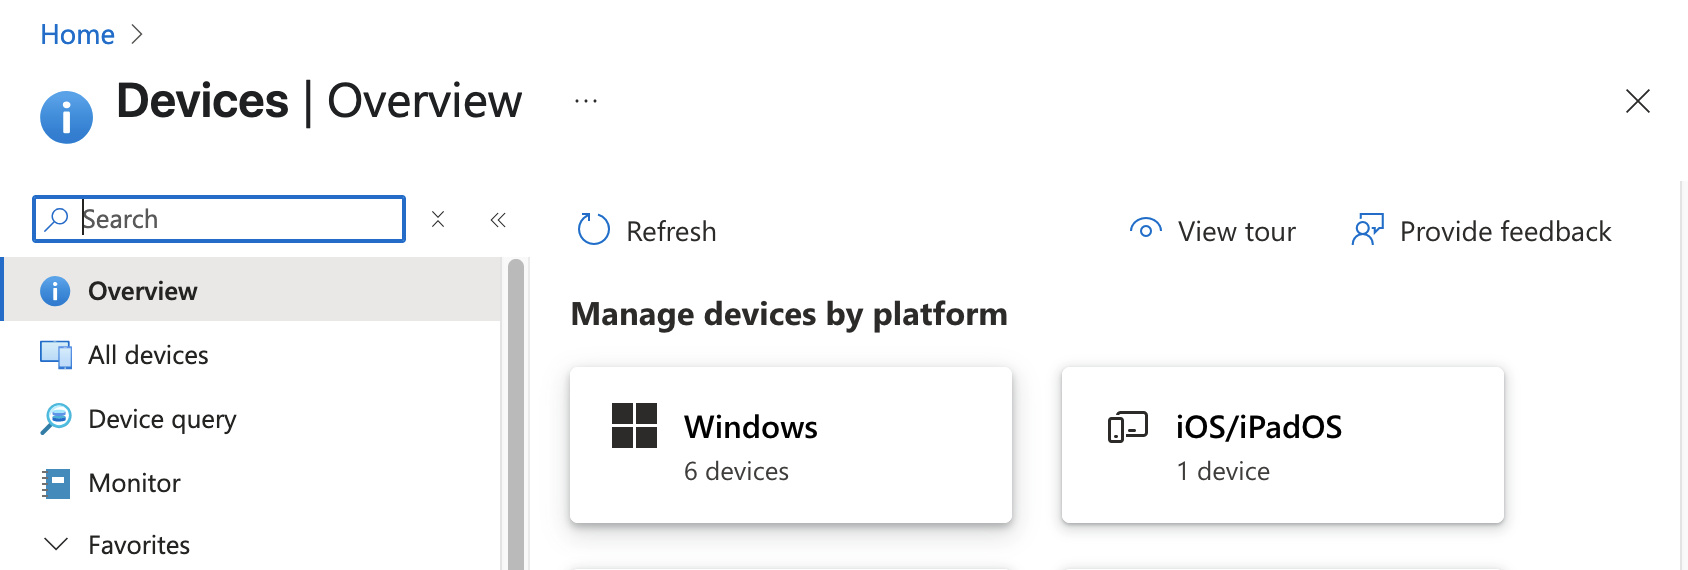 Home
Devices | Overview
Search
Refresh
View tour
Provide feedback
Overview
All devices
Device query
Monitor
Favorites
Manage devices by platform
Windows
6 devices
iOS/iPadOS
1 device